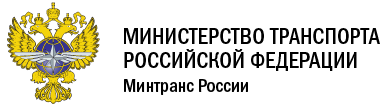 МИНИСТЕРСТВО ТРАНСПОРТА
РОССИЙСКОЙ ФЕДЕРАЦИИ
Минтранс России